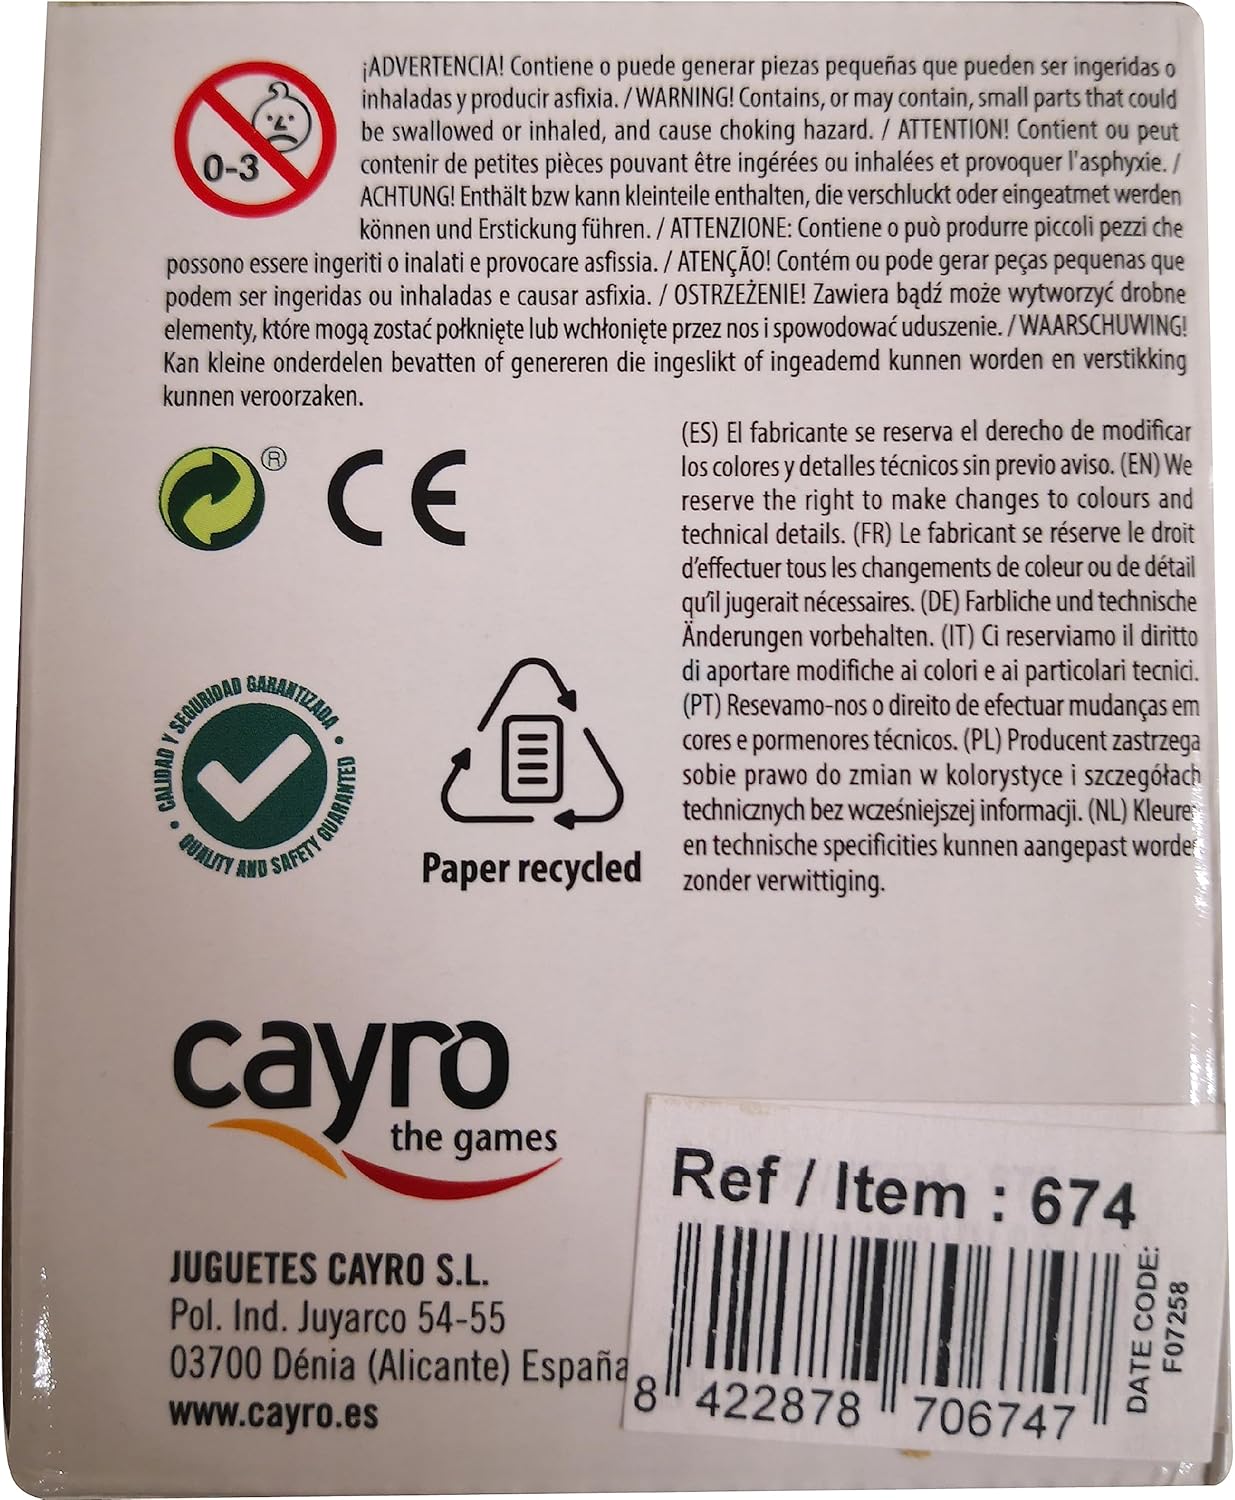 0-3
¡ADVERTENCIA! Contiene o puede generar piezas pequeñas que pueden ser ingeridas o
inhaladas y producir asfixia. / WARNING! Contains, or may contain, small parts that could
be swallowed or inhaled, and cause choking hazard. / ATTENTION! Contient ou peut
contenir de petites pièces pouvant être ingérées ou inhalées et provoquer l'asphyxie. /
ACHTUNG! Enthält bzw kann kleinteile enthalten, die verschluckt oder eingeatmet werden
können und Erstickung führen. / ATTENZIONE: Contiene o può produrre piccoli pezzi che
possono essere ingeriti o inalati e provocare asfissia. / ATENÇÃO! Contém ou pode gerar peças pequenas que
podem ser ingeridas ou inhaladas e causar asfixia. / OSTRZEŻENIE! Zawiera bądź może wytworzyć drobne
elementy, które mogą zostać połknięte lub wchłonięte przez nos i spowodować uduszenie. / WAARSCHUWING!
Kan kleine onderdelen bevatten of genereren die ingeslikt of ingeademd kunnen worden en verstikking
kunnen veroorzaken.
®
CE
(ES) El fabricante se reserva el derecho de modificar
los colores y detalles técnicos sin previo aviso. (EN) We
reserve the right to make changes to colours and
technical details. (FR) Le fabricant se réserve le droit
d'effectuer tous les changements de coleur ou de détail
qu'il jugerait nécessaires. (DE) Farbliche und technische
Änderungen vorbehalten. (IT) Ci reserviamo il diritto
di aportare modifiche ai colori e ai particolari tecnici.
(PT) Resevamo-nos o direito de efectuar mudanças em
cores e pormenores técnicos. (PL) Producent zastrzega
sobie prawo do zmian w kolorystyce i szczegółach
technicznych bez wcześniejszej informacji. (NL) Kleuren
en technische specificities kunnen aangepast worden
zonder verwittiging.
• CALIDAD Y SEGURIDAD GARANTIZADA •
QUALITY AND SAFETY GUARANTED
Paper recycled
cayro
the games
JUGUETES CAYRO S.L.
Pol. Ind. Juyarco 54-55
03700 Dénia (Alicante) España
www.cayro.es
Ref / Item : 674
8 422878 706747
DATE CODE:
F07258